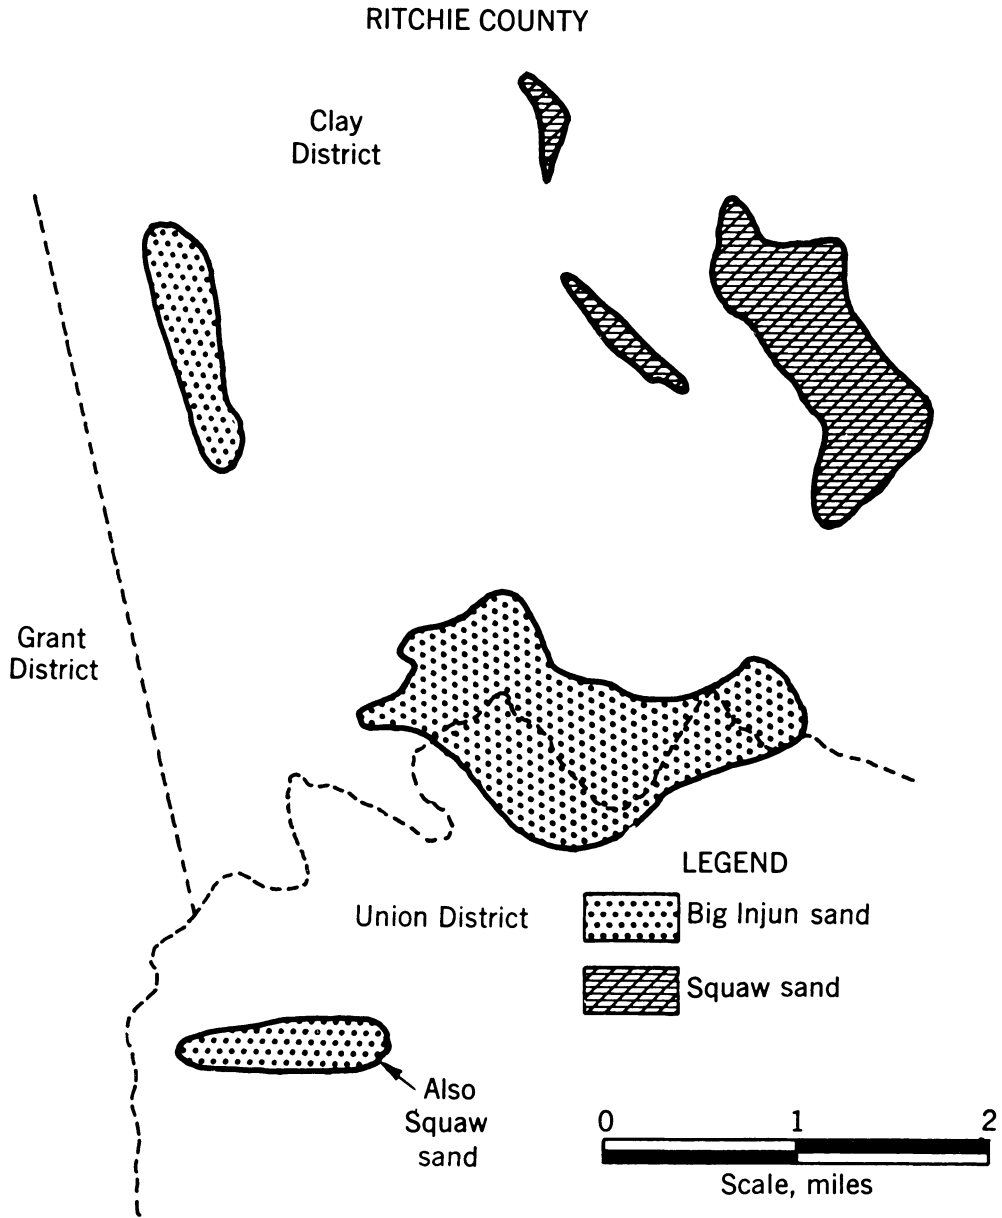 RITCHIE COUNTY
Clay
District
Grant
District
LEGEND
Union District
Big Injun sand
Squaw sand
Also
Squaw
sand
0 1 2
Scale, miles